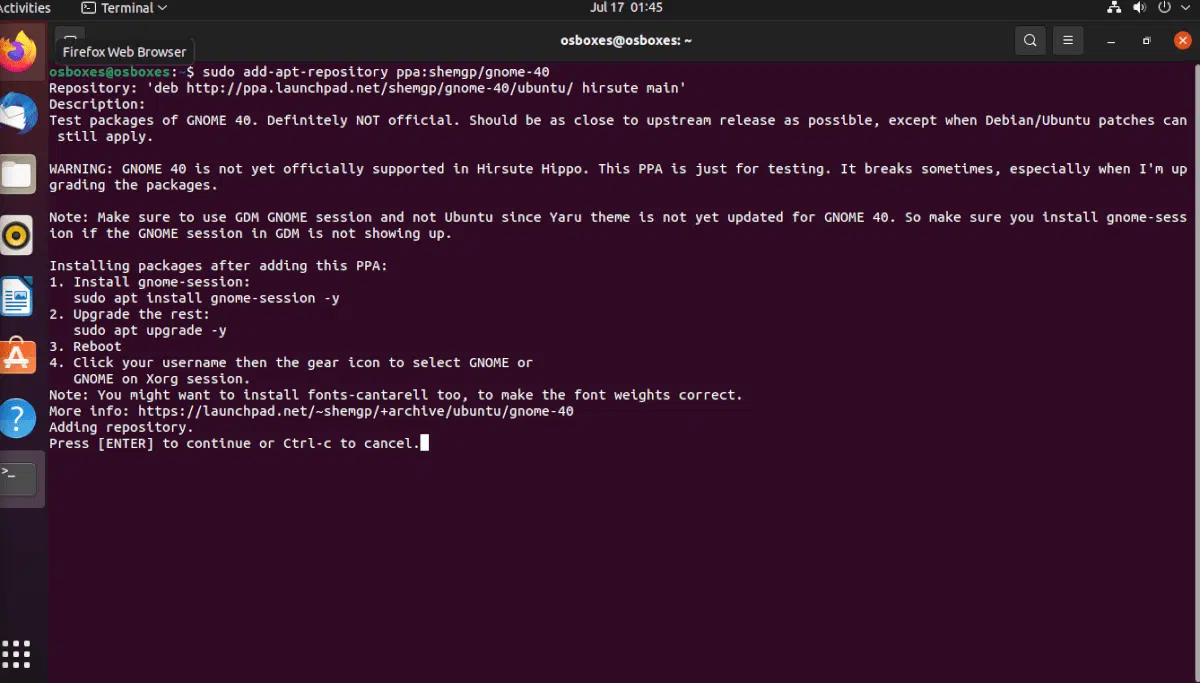 Activities
Terminal
Jul 17 01:45
Firefox Web Browser
osboxes@osboxes: ~
osboxes@osboxes:~$ sudo add-apt-repository ppa:shemgp/gnome-40
Repository: 'deb http://ppa.launchpad.net/shemgp/gnome-40/ubuntu/ hirsute main'
Description:
Test packages of GNOME 40. Definitely NOT official. Should be as close to upstream release as possible, except when Debian/Ubuntu patches can
 still apply.
WARNING: GNOME 40 is not yet officially supported in Hirsute Hippo. This PPA is just for testing. It breaks sometimes, especially when I'm up
grading the packages.
Note: Make sure to use GDM GNOME session and not Ubuntu since Yaru theme is not yet updated for GNOME 40. So make sure you install gnome-sess
ion if the GNOME session in GDM is not showing up.
Installing packages after adding this PPA:
1. Install gnome-session:
   sudo apt install gnome-session -y
2. Upgrade the rest:
   sudo apt upgrade -y
3. Reboot
4. Click your username then the gear icon to select GNOME or
   GNOME on Xorg session.
Note: You might want to install fonts-cantarell too, to make the font weights correct.
More info: https://launchpad.net/~shemgp/+archive/ubuntu/gnome-40
Adding repository.
Press [ENTER] to continue or Ctrl-c to cancel.